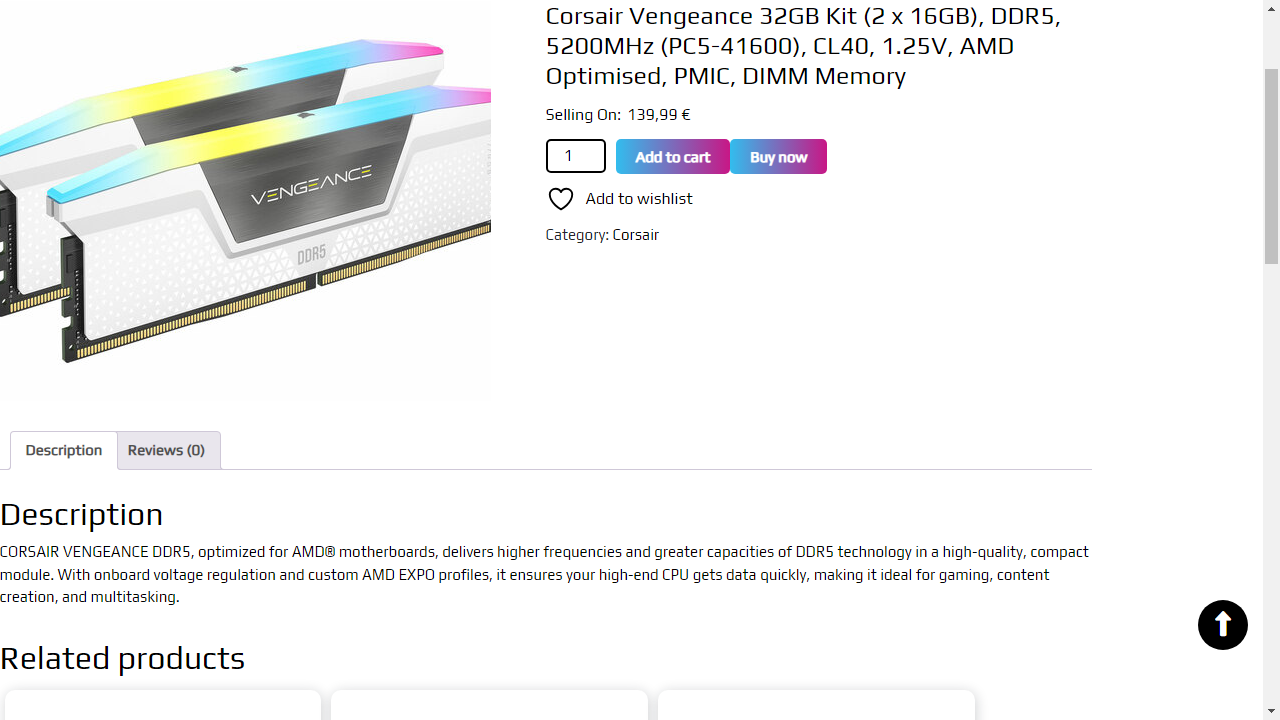 Corsair Vengeance 32GB Kit (2 x 16GB), DDR5,
5200MHz (PC5-41600), CL40, 1.25V, AMD
Optimised, PMIC, DIMM Memory
Selling On: 139,99 €
1
Add to cart
Buy now
Add to wishlist
Category: Corsair
VENGEANCE
DDR5
Description
Reviews (0)
Description
CORSAIR VENGEANCE DDR5, optimized for AMD® motherboards, delivers higher frequencies and greater capacities of DDR5 technology in a high-quality, compact
module. With onboard voltage regulation and custom AMD EXPO profiles, it ensures your high-end CPU gets data quickly, making it ideal for gaming, content
creation, and multitasking.
Related products